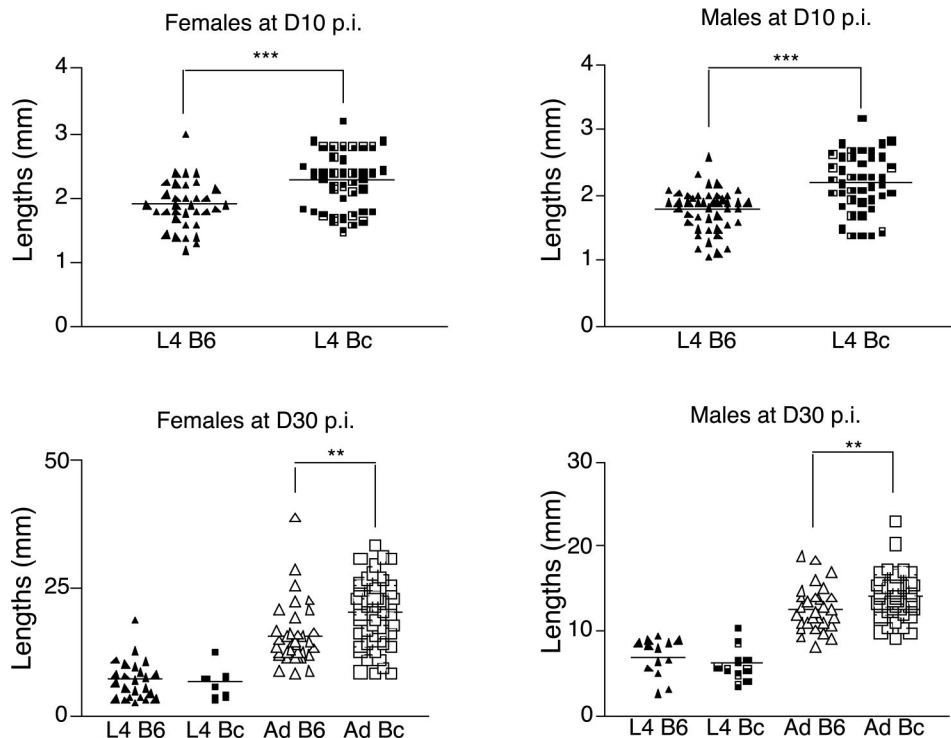 Females at D10 p.i.
***
Lengths (mm)
4
3
2
1
0
L4 B6 L4 Bc
Males at D10 p.i.
***
Lengths (mm)
4
3
2
1
0
L4 B6 L4 Bc
Females at D30 p.i.
**
Lengths (mm)
50
25
0
L4 B6 L4 Bc Ad B6 Ad Bc
Males at D30 p.i.
**
Lengths (mm)
30
20
10
0
L4 B6 L4 Bc Ad B6 Ad Bc